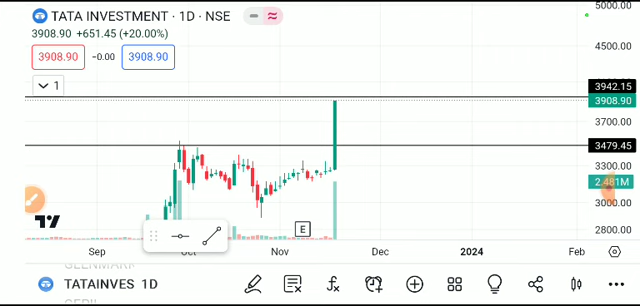 TATA INVESTMENT · 1D · NSE
3908.90 +651.45 (+20.00%)
3908.90 −0.00 3908.90
1
5000.00
4500.00
3942.15
3908.90
3700.00
3479.45
3300.00
2.481M
3000.00
2800.00
E
Sep Oct Nov Dec 2024 Feb
GLENMARK
TATAINVES 1D